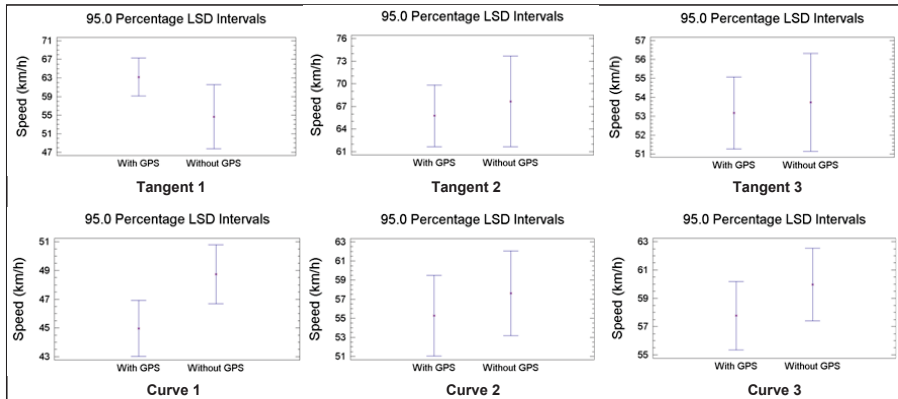 95.0 Percentage LSD Intervals
Speed (km/h)
71
67
63
59
55
51
47
With GPS Without GPS
Tangent 1
95.0 Percentage LSD Intervals
Speed (km/h)
76
73
70
67
64
61
With GPS Without GPS
Tangent 2
95.0 Percentage LSD Intervals
Speed (km/h)
57
56
55
54
53
52
51
With GPS Without GPS
Tangent 3
95.0 Percentage LSD Intervals
Speed (km/h)
51
49
47
45
43
With GPS Without GPS
Curve 1
95.0 Percentage LSD Intervals
Speed (km/h)
63
61
59
57
55
53
51
With GPS Without GPS
Curve 2
95.0 Percentage LSD Intervals
Speed (km/h)
63
61
59
57
55
With GPS Without GPS
Curve 3